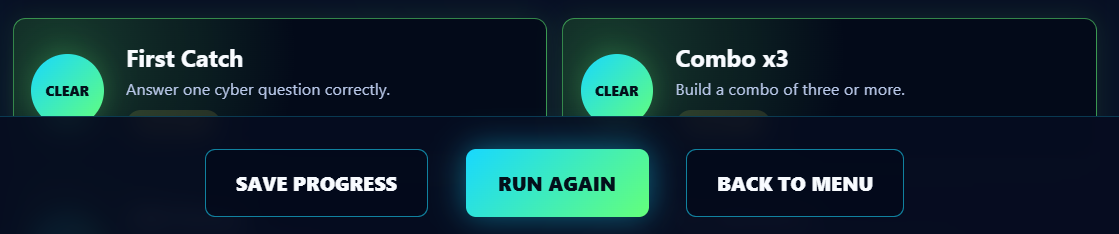 First Catch
CLEAR
Answer one cyber question correctly.
Combo x3
CLEAR
Build a combo of three or more.
SAVE PROGRESS
RUN AGAIN
BACK TO MENU